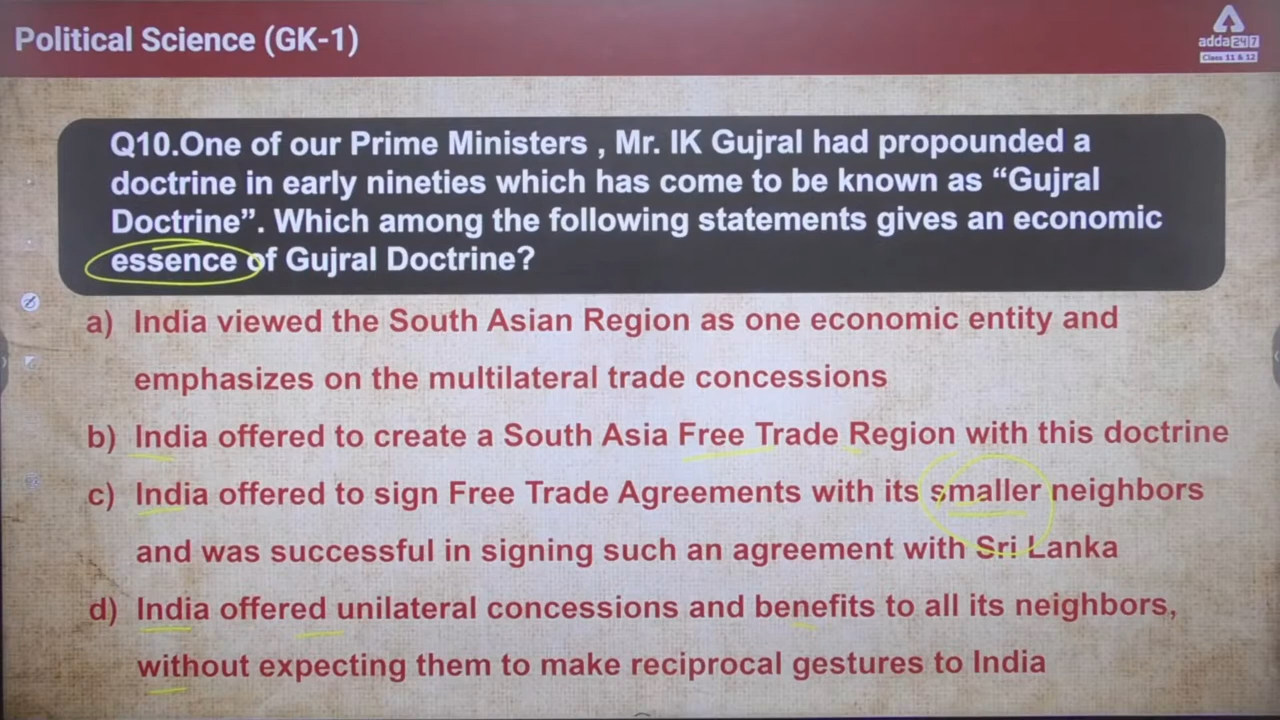 Political Science (GK-1)
adda247
Class 11 & 12
Q10.One of our Prime Ministers , Mr. IK Gujral had propounded a
doctrine in early nineties which has come to be known as “Gujral
Doctrine”. Which among the following statements gives an economic
essence of Gujral Doctrine?
a) India viewed the South Asian Region as one economic entity and
emphasizes on the multilateral trade concessions
b) India offered to create a South Asia Free Trade Region with this doctrine
c) India offered to sign Free Trade Agreements with its smaller neighbors
and was successful in signing such an agreement with Sri Lanka
d) India offered unilateral concessions and benefits to all its neighbors,
without expecting them to make reciprocal gestures to India